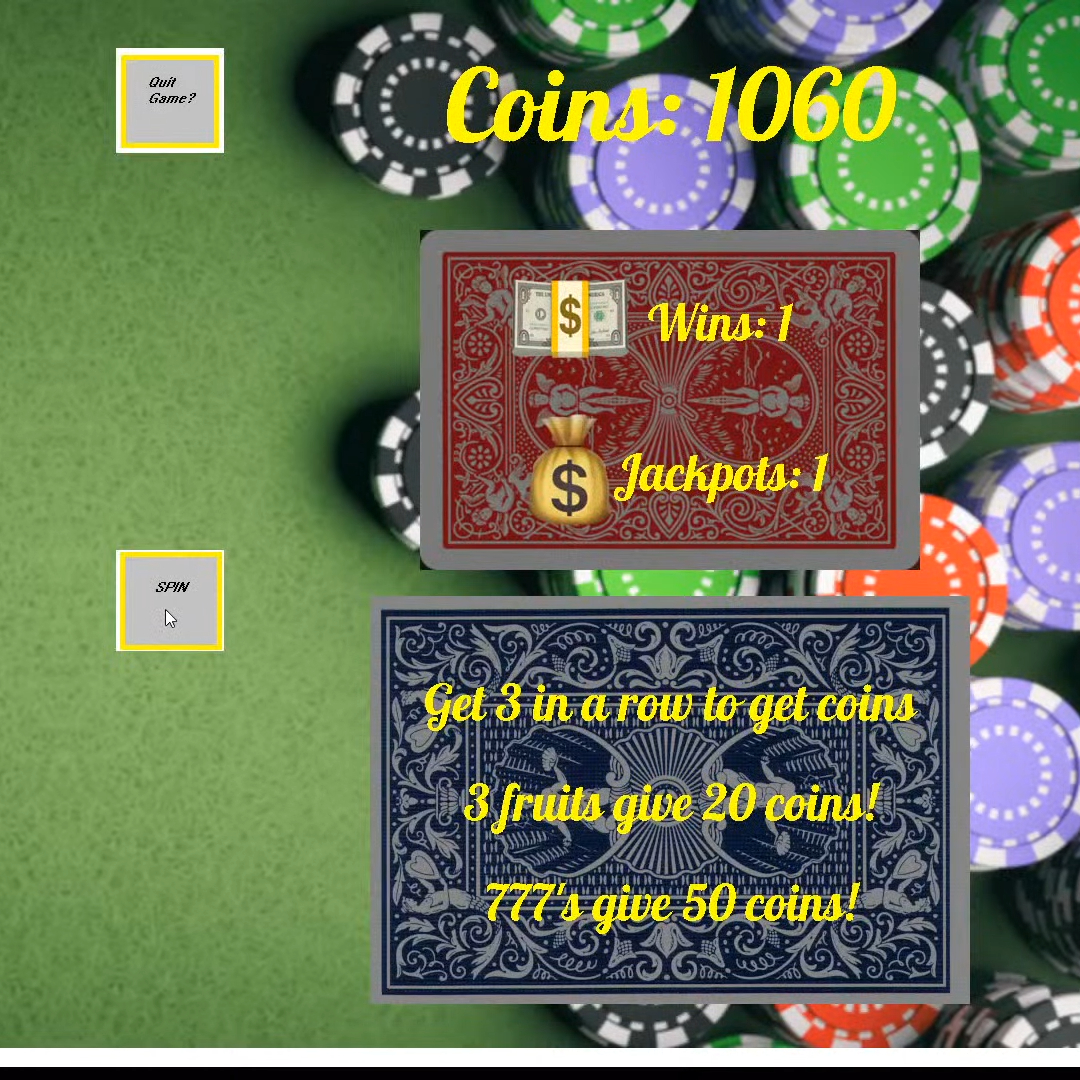 Quit
Game?
Coins: 1060
$
Wins: 1
$
Jackpots: 1
SPIN
Get 3 in a row to get coins
3 fruits give 20 coins!
777's give 50 coins!